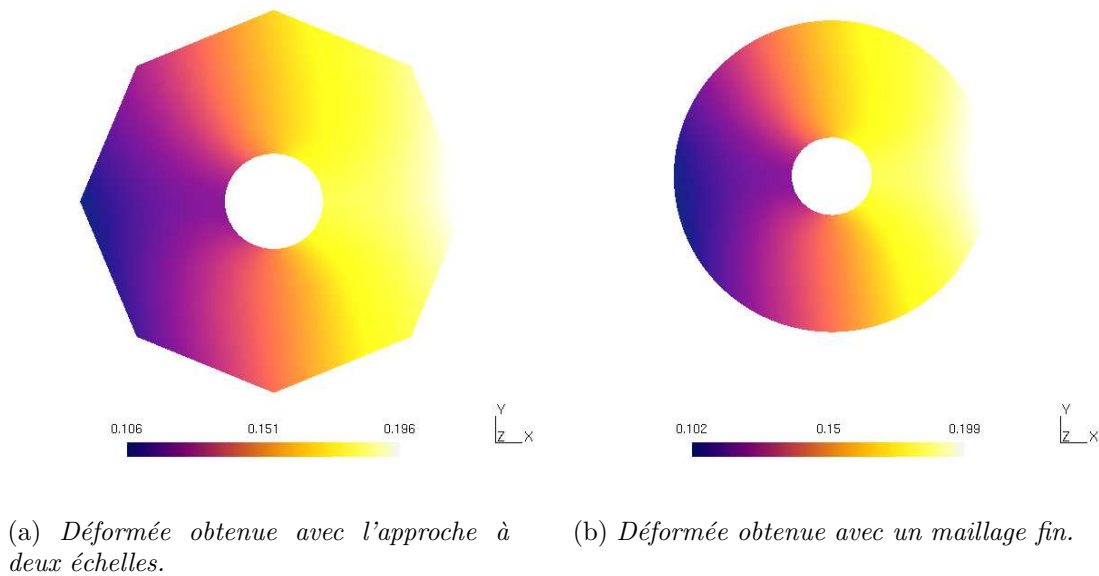 0.106 0.151 0.196
Y
Z X
0.102 0.15 0.199
Y
Z X
(a) Déformée obtenue avec l'approche à
deux échelles.
(b) Déformée obtenue avec un maillage fin.